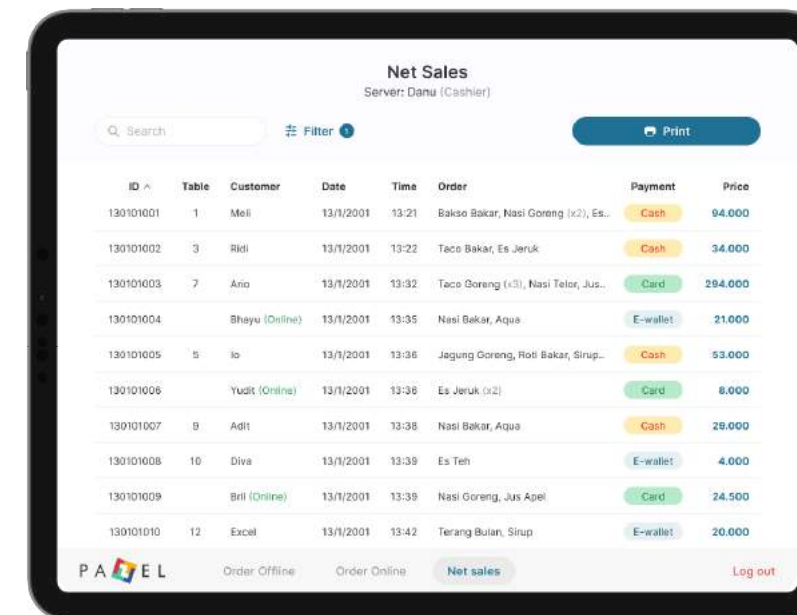 Net Sales
Server: Danu (Cashier)
Search
Filter 1
Print
ID Table Customer Date Time Order Payment Price
130101001 1 Meli 13/1/2001 13:21 Bakso Bakar, Nasi Goreng (x2), Es... Cash 94.000
130101002 3 Ridi 13/1/2001 13:22 Taco Bakar, Es Jeruk Cash 34.000
130101003 7 Ario 13/1/2001 13:32 Taco Goreng (x3), Nasi Telor, Jus... Card 294.000
130101004 Bhayu (Online) 13/1/2001 13:35 Nasi Bakar, Aqua E-wallet 21.000
130101005 5 Io 13/1/2001 13:36 Jagung Goreng, Roti Bakar, Sirup... Cash 53.000
130101006 Yudit (Online) 13/1/2001 13:36 Es Jeruk (x2) Card 8.000
130101007 9 Adit 13/1/2001 13:38 Nasi Bakar, Aqua Cash 29.000
130101008 10 Diva 13/1/2001 13:39 Es Teh E-wallet 4.000
130101009 Bril (Online) 13/1/2001 13:39 Nasi Goreng, Jus Apel Card 24.500
130101010 12 Excel 13/1/2001 13:42 Terang Bulan, Sirup E-wallet 20.000
PA EL Order Offline Order Online Net sales Log out